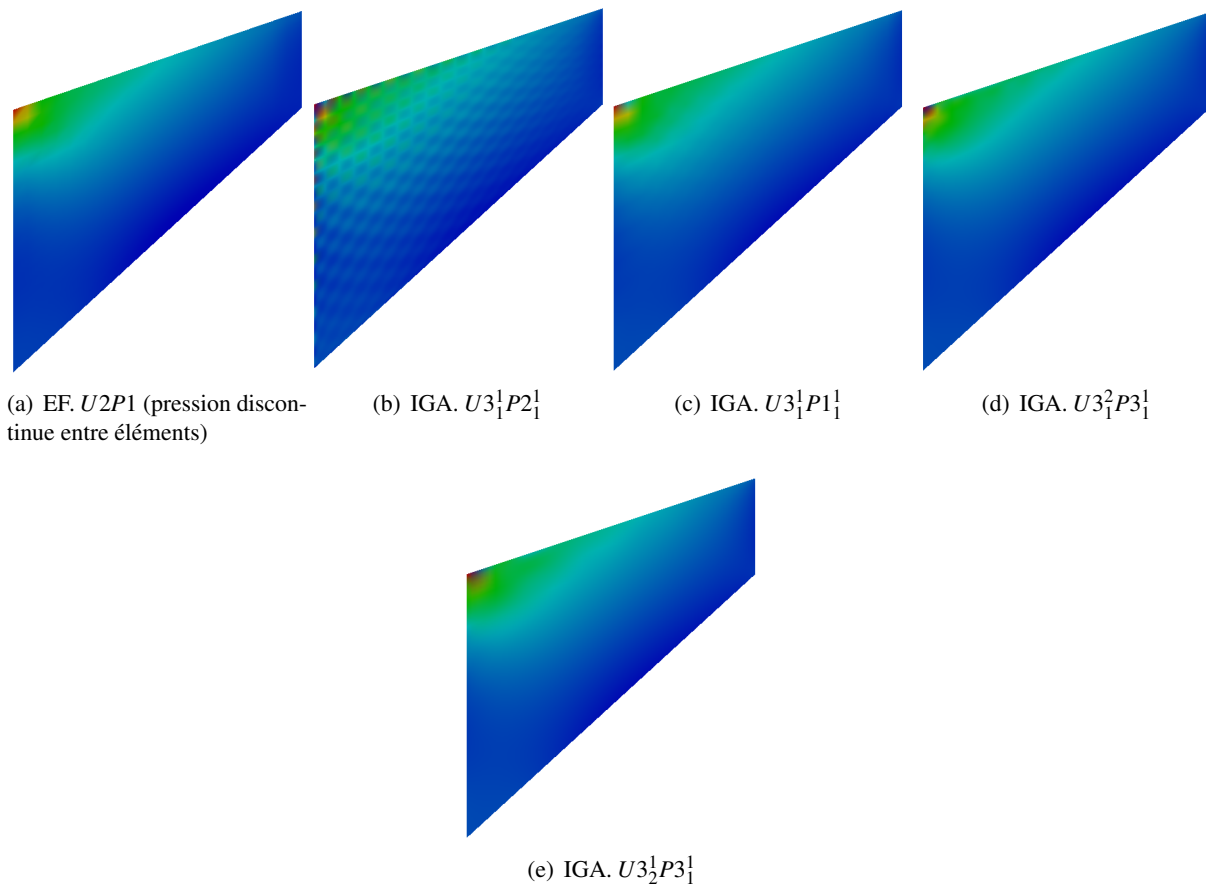 (a) EF. U2P1 (pression discon-
tinue entre éléments)
(b) IGA. U3¹₁P2¹₁
(c) IGA. U3¹₁P1¹₁
(d) IGA. U3²₁P3¹₁
(e) IGA. U3¹₂P3¹₁